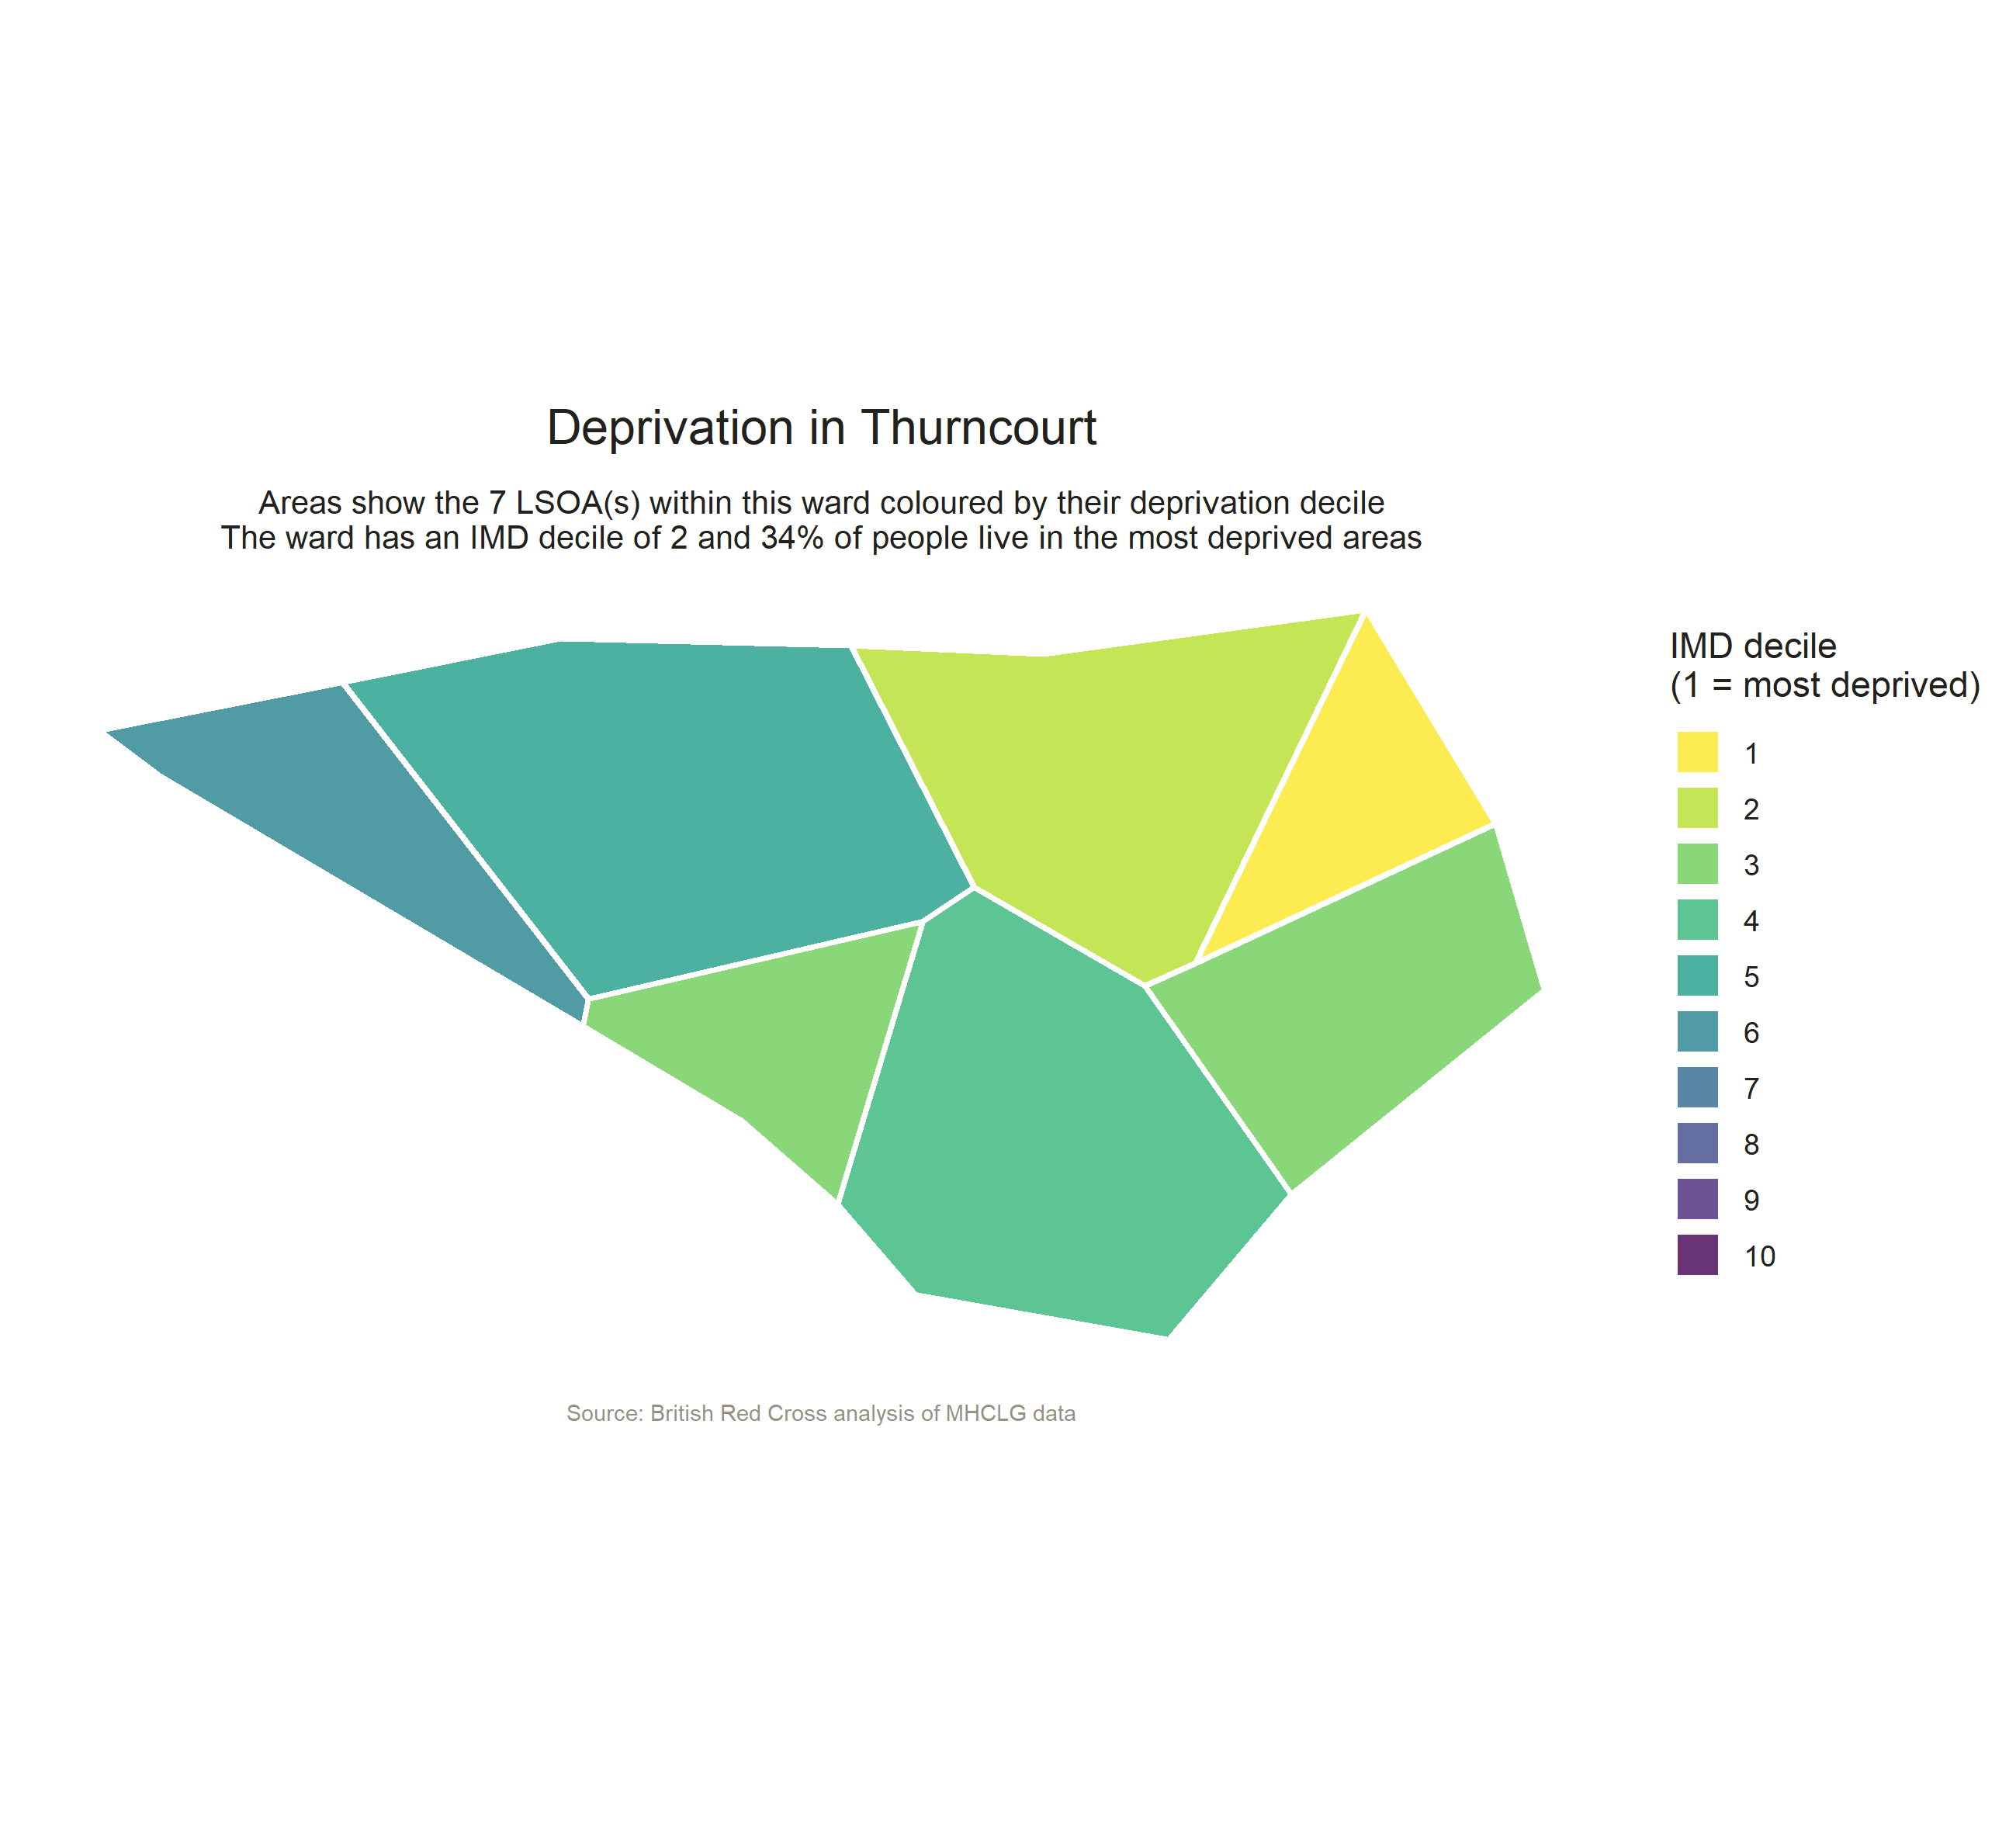 Deprivation in Thurncourt
Areas show the 7 LSOA(s) within this ward coloured by their deprivation decile
The ward has an IMD decile of 2 and 34% of people live in the most deprived areas
IMD decile
(1 = most deprived)
1
2
3
4
5
6
7
8
9
10
Source: British Red Cross analysis of MHCLG data